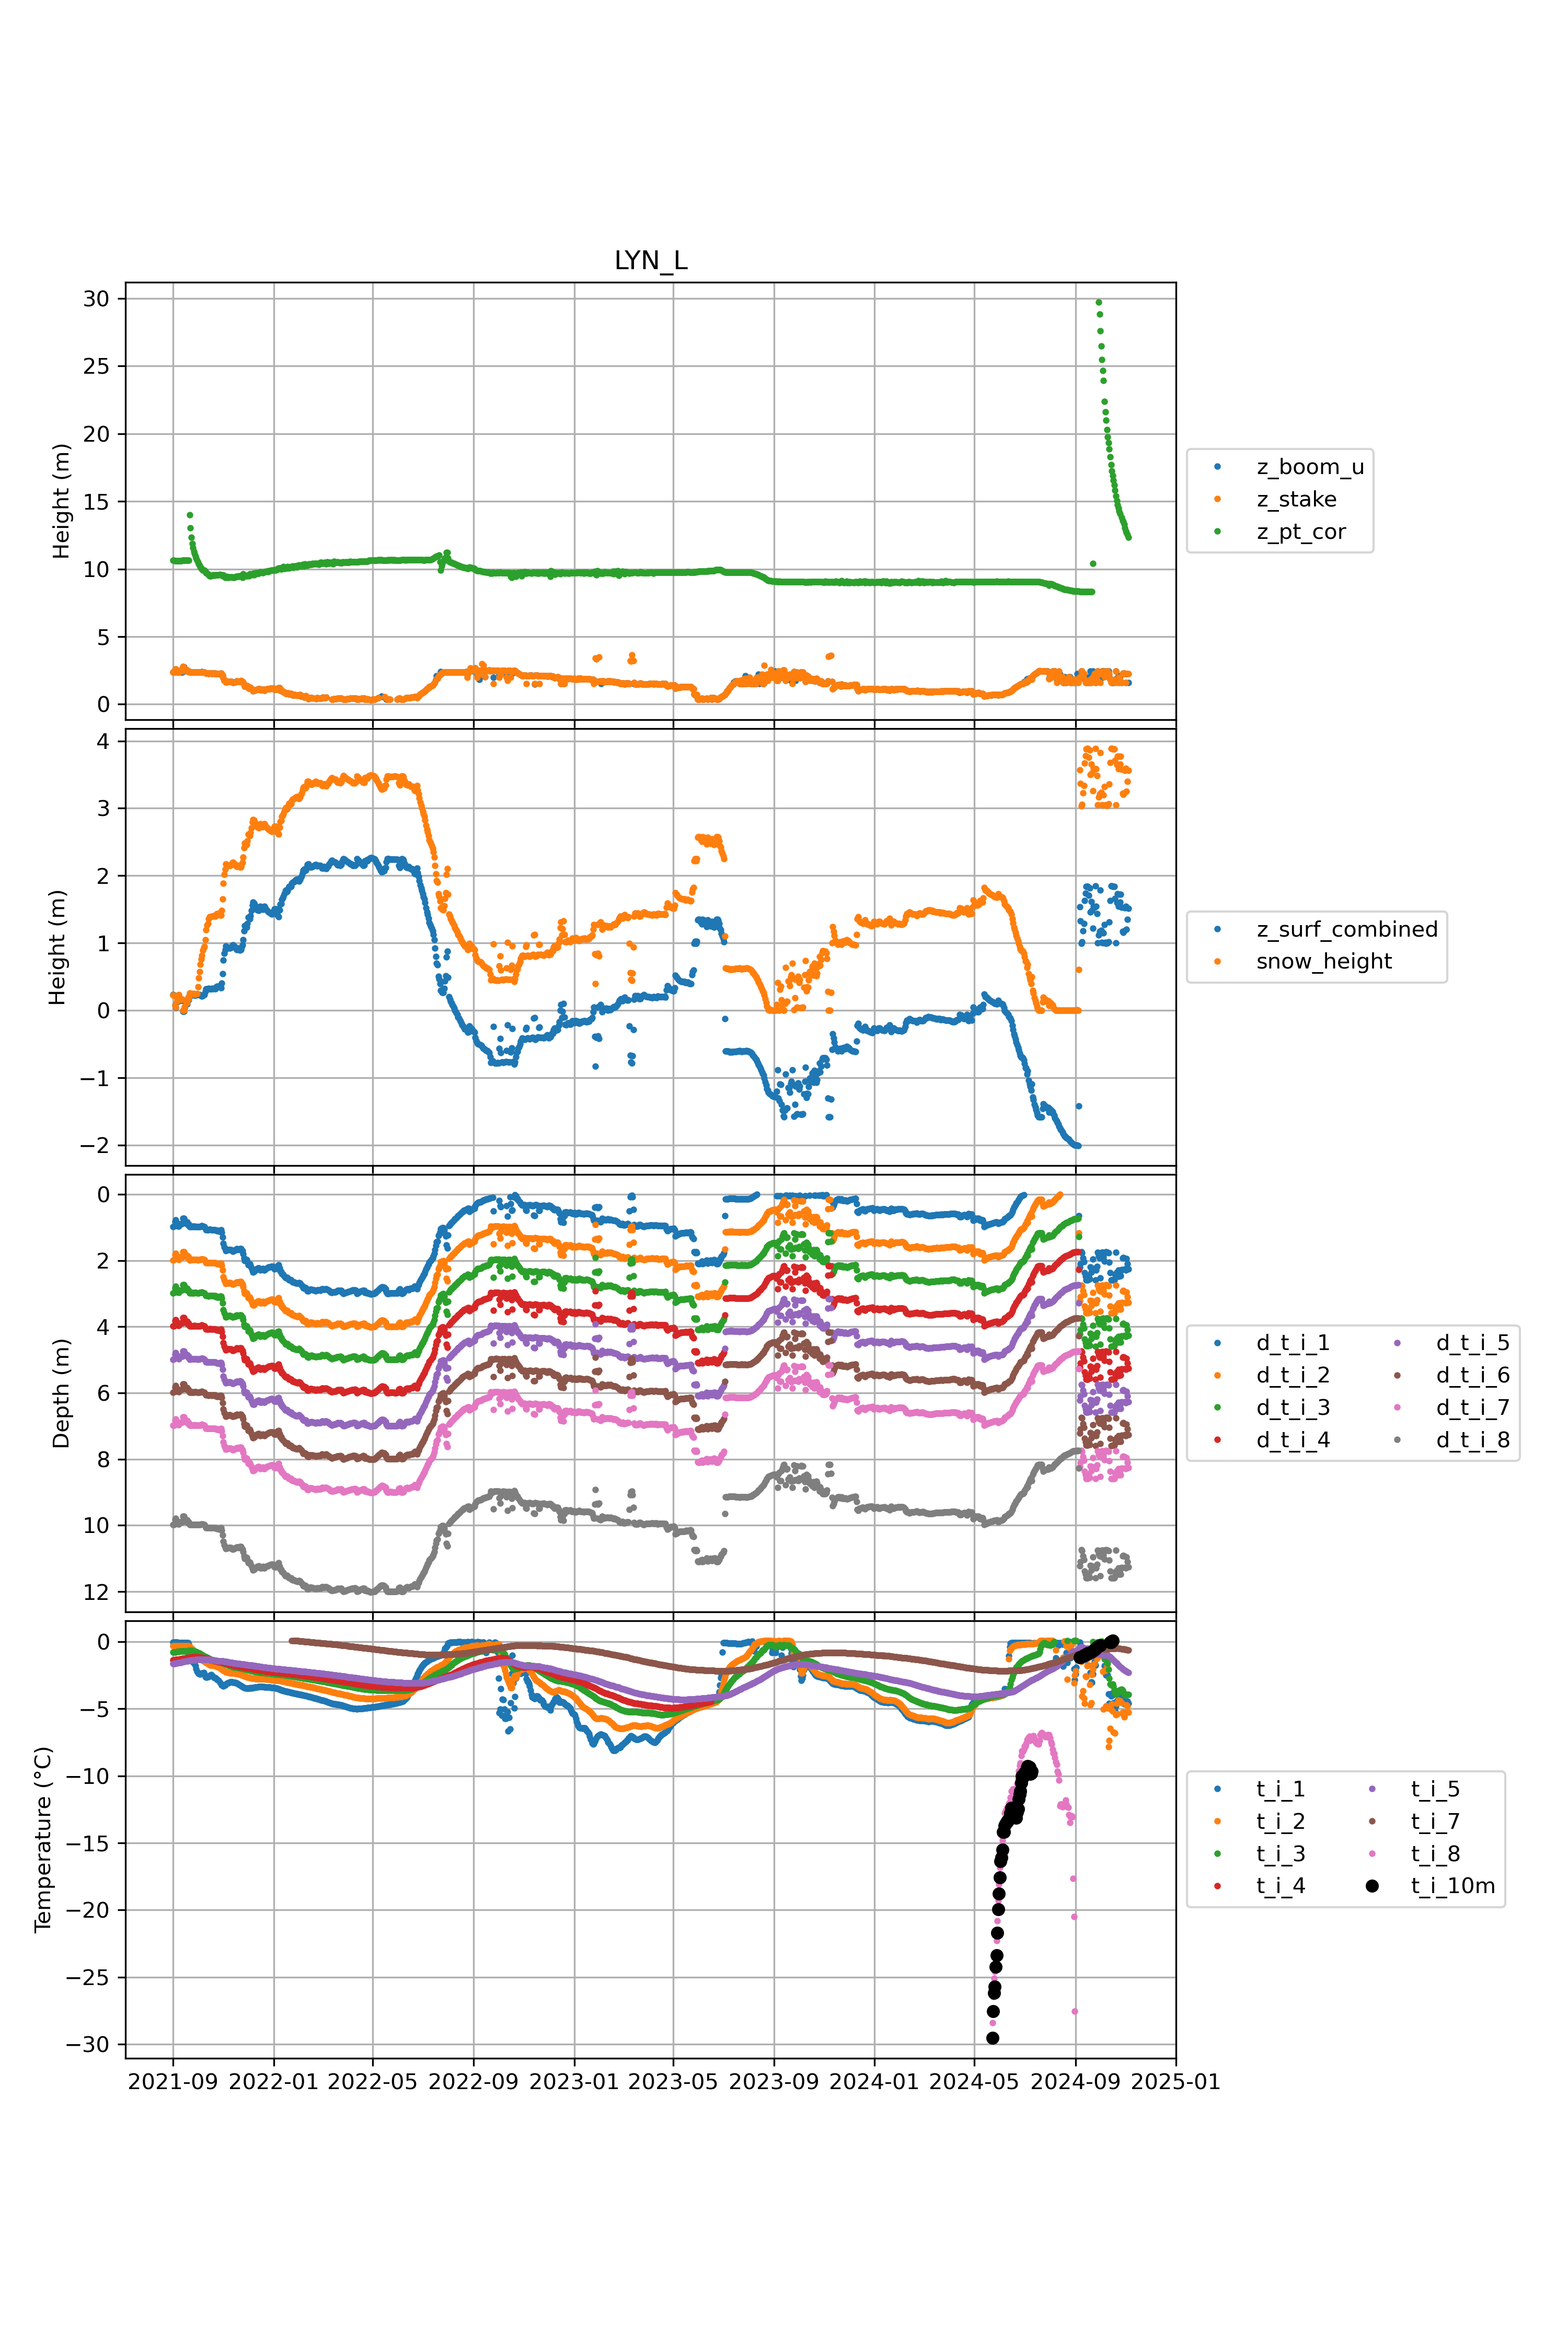 LYN_L
30
25
20
15
10
5
0
Height (m)
z_boom_u
z_stake
z_pt_cor
4
3
2
1
0
−1
−2
Height (m)
z_surf_combined
snow_height
0
2
4
6
8
10
12
Depth (m)
d_t_i_1 d_t_i_5
d_t_i_2 d_t_i_6
d_t_i_3 d_t_i_7
d_t_i_4 d_t_i_8
0
−5
−10
−15
−20
−25
−30
Temperature (°C)
t_i_1 t_i_5
t_i_2 t_i_7
t_i_3 t_i_8
t_i_4 t_i_10m
2021-09 2022-01 2022-05 2022-09 2023-01 2023-05 2023-09 2024-01 2024-05 2024-09 2025-01